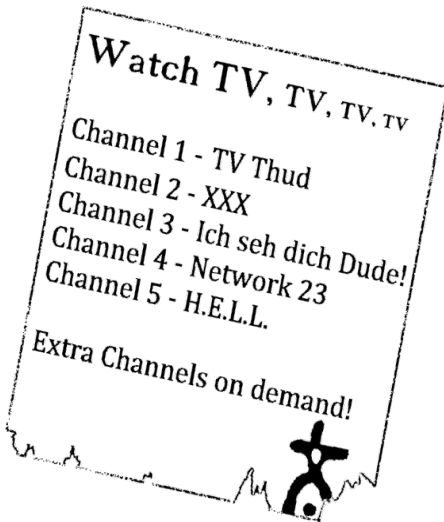 Watch TV, TV, TV, TV
Channel 1 - TV Thud
Channel 2 - XXX
Channel 3 - Ich seh dich Dude!
Channel 4 - Network 23
Channel 5 - H.E.L.L.
Extra Channels on demand!